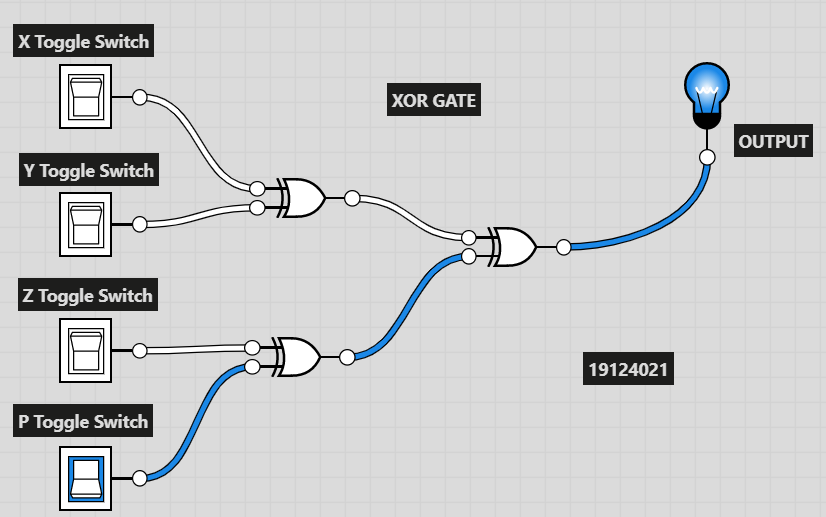 X Toggle Switch
XOR GATE
OUTPUT
Y Toggle Switch
Z Toggle Switch
19124021
P Toggle Switch